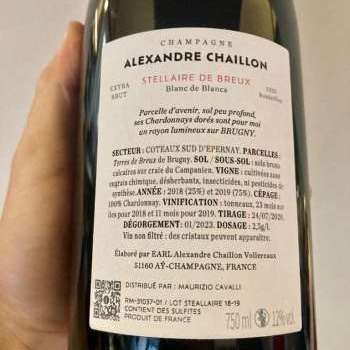 CHAMPAGNE
ALEXANDRE CHAILLON
EXTRA
BRUT
STELLAIRE DE BREUX
Blanc de Blancs
Parcelle d'avenir, sol peu profond,
ses Chardonnays dorés sont pour moi
un rayon lumineux sur BRUGNY.
SECTEUR : COTEAUX SUD D'EPERNAY. PARCELLES :
Terres de Breux de Brugny. SOL / SOUS-SOL : sols bruns
calcaires sur craie du Campanien. VIGNE : cultivées sans
engrais chimique, désherbants, insecticides, ni pesticides de
synthèse. ANNÉE : 2018 (25%) et 2019 (75%). CÉPAGE :
100% Chardonnay. VINIFICATION : tonneaux, 23 mois sur
lies pour 2018 et 11 mois pour 2019. TIRAGE : 24/07/2020.
DÉGORGEMENT : 01/2023. DOSAGE : 2,5g/l.
Vin non filtré : des cristaux peuvent apparaître.
Élaboré par EARL Alexandre Chaillon Vollereaux
51160 AŸ-CHAMPAGNE, FRANCE
DISTRIBUÉ PAR : MAURIZIO CAVALLI
RM-31037-01 / LOT STEALLAIRE 18-19
CONTIENT DES SULFITES
PRODUIT DE FRANCE
750 ml 12% vol